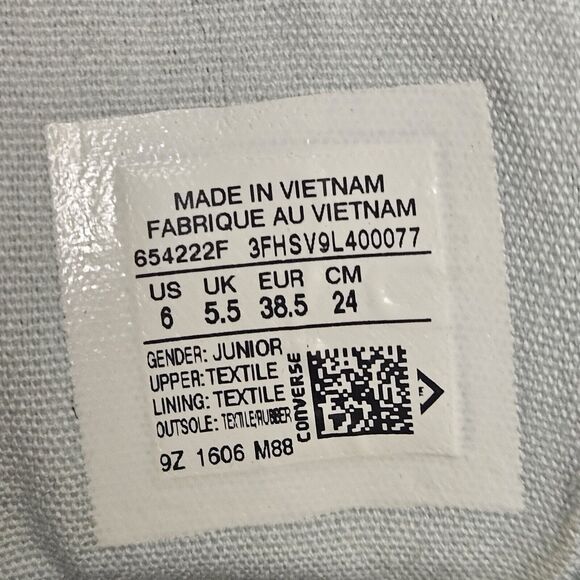 MADE IN VIETNAM
FABRIQUE AU VIETNAM
654222F 3FHSV9L400077
US UK EUR CM
6 5.5 38.5 24
GENDER: JUNIOR
UPPER: TEXTILE
LINING: TEXTILE
OUTSOLE: TEXTILE/RUBBER
CONVERSE
9Z 1606 M88